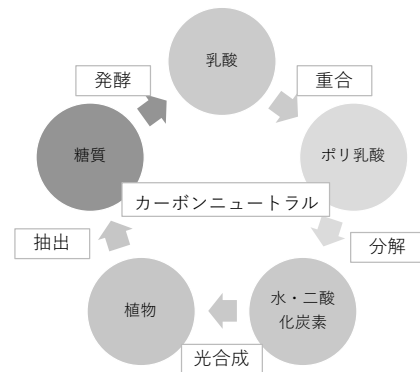 乳酸
発酵
重合
糖質
ポリ乳酸
カーボンニュートラル
抽出
分解
植物
水・二酸
化炭素
光合成